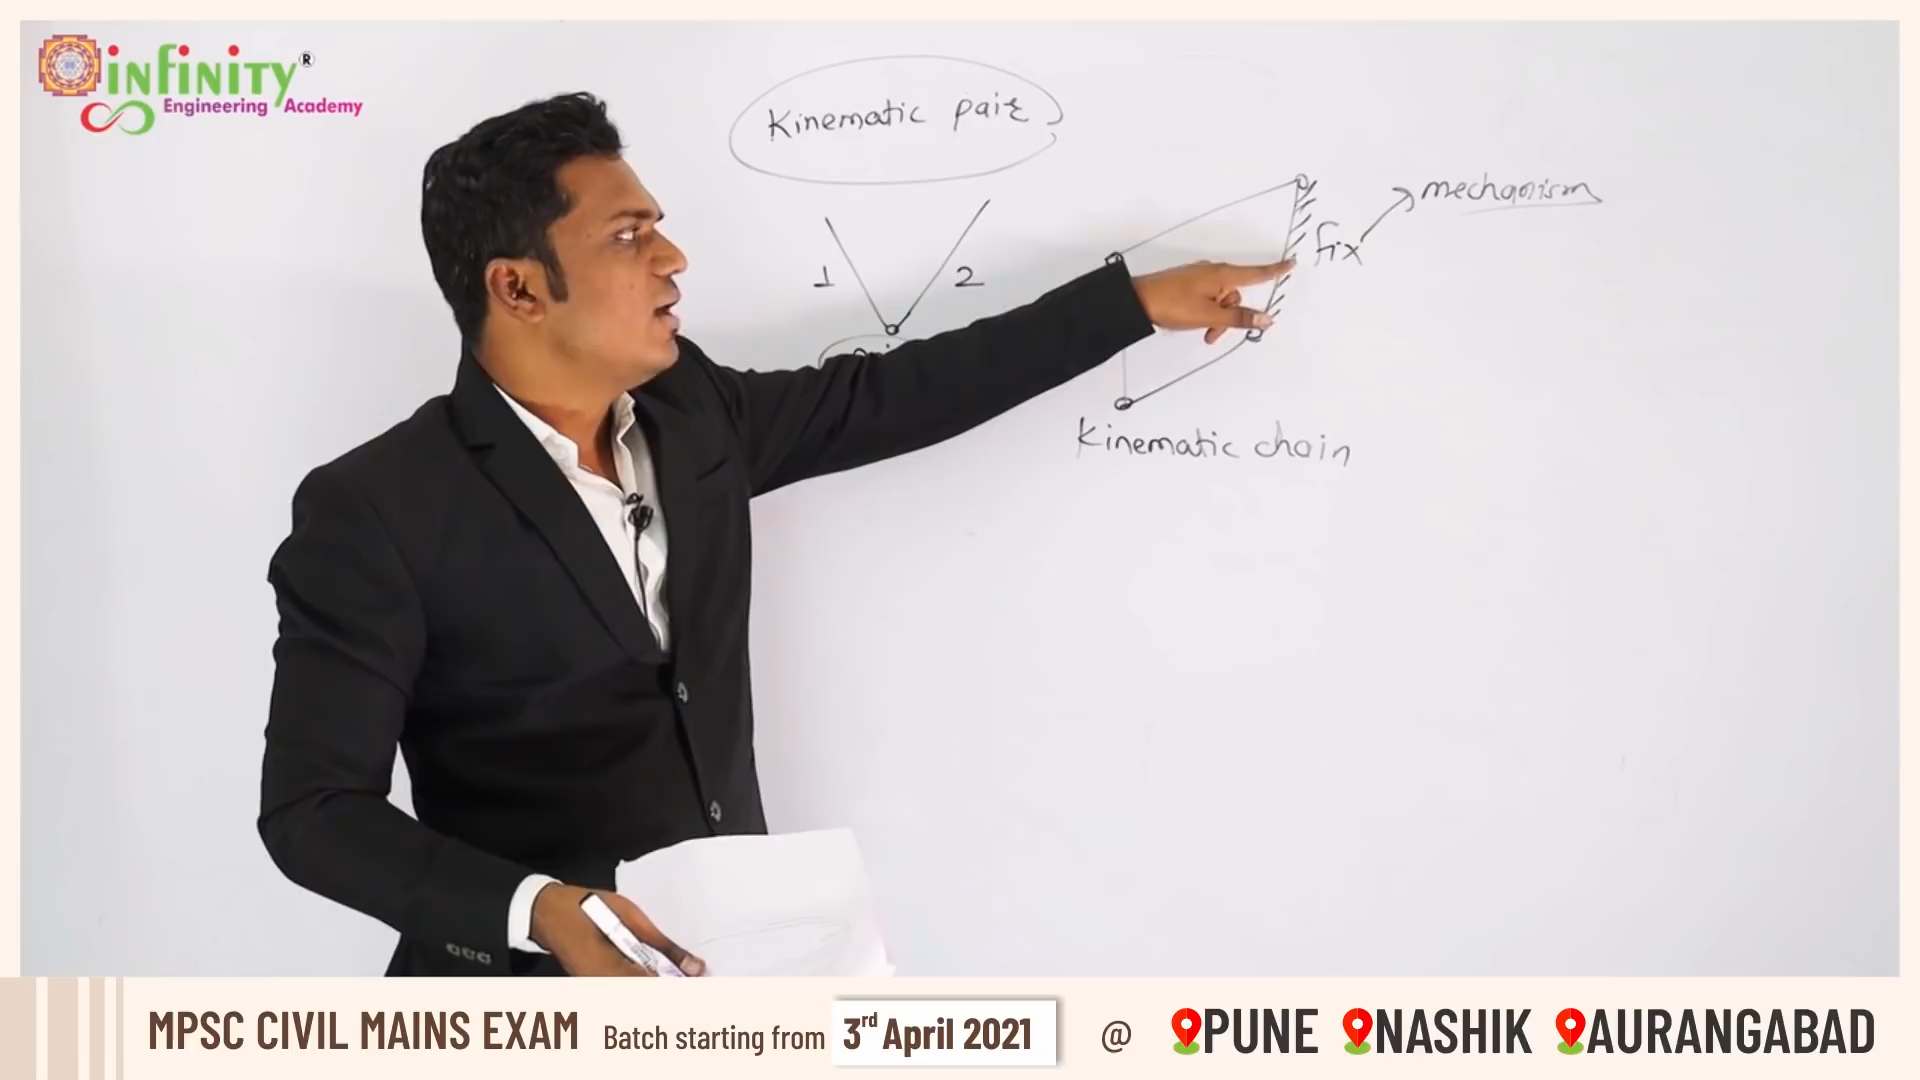 infinity®
Engineering Academy
Kinematic pair
1
2
fix
mechanism
Kinematic chain
MPSC CIVIL MAINS EXAM Batch starting from 3rd April 2021 @ PUNE NASHIK AURANGABAD